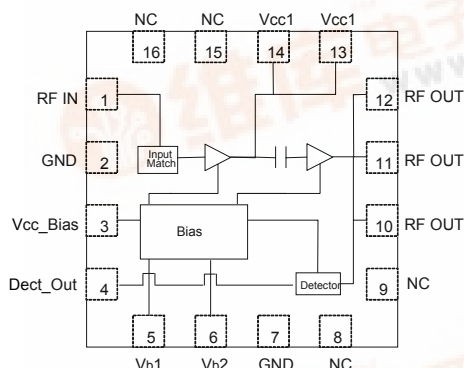 NC NC Vcc1 Vcc1
16 15 14 13
RF IN 1 12 RF OUT
GND 2 Input 11 RF OUT
Match
Vcc_Bias 3 Bias 10 RF OUT
Dect_Out 4 Detector 9 NC
5 6 7 8
Vb1 Vb2 GND NC